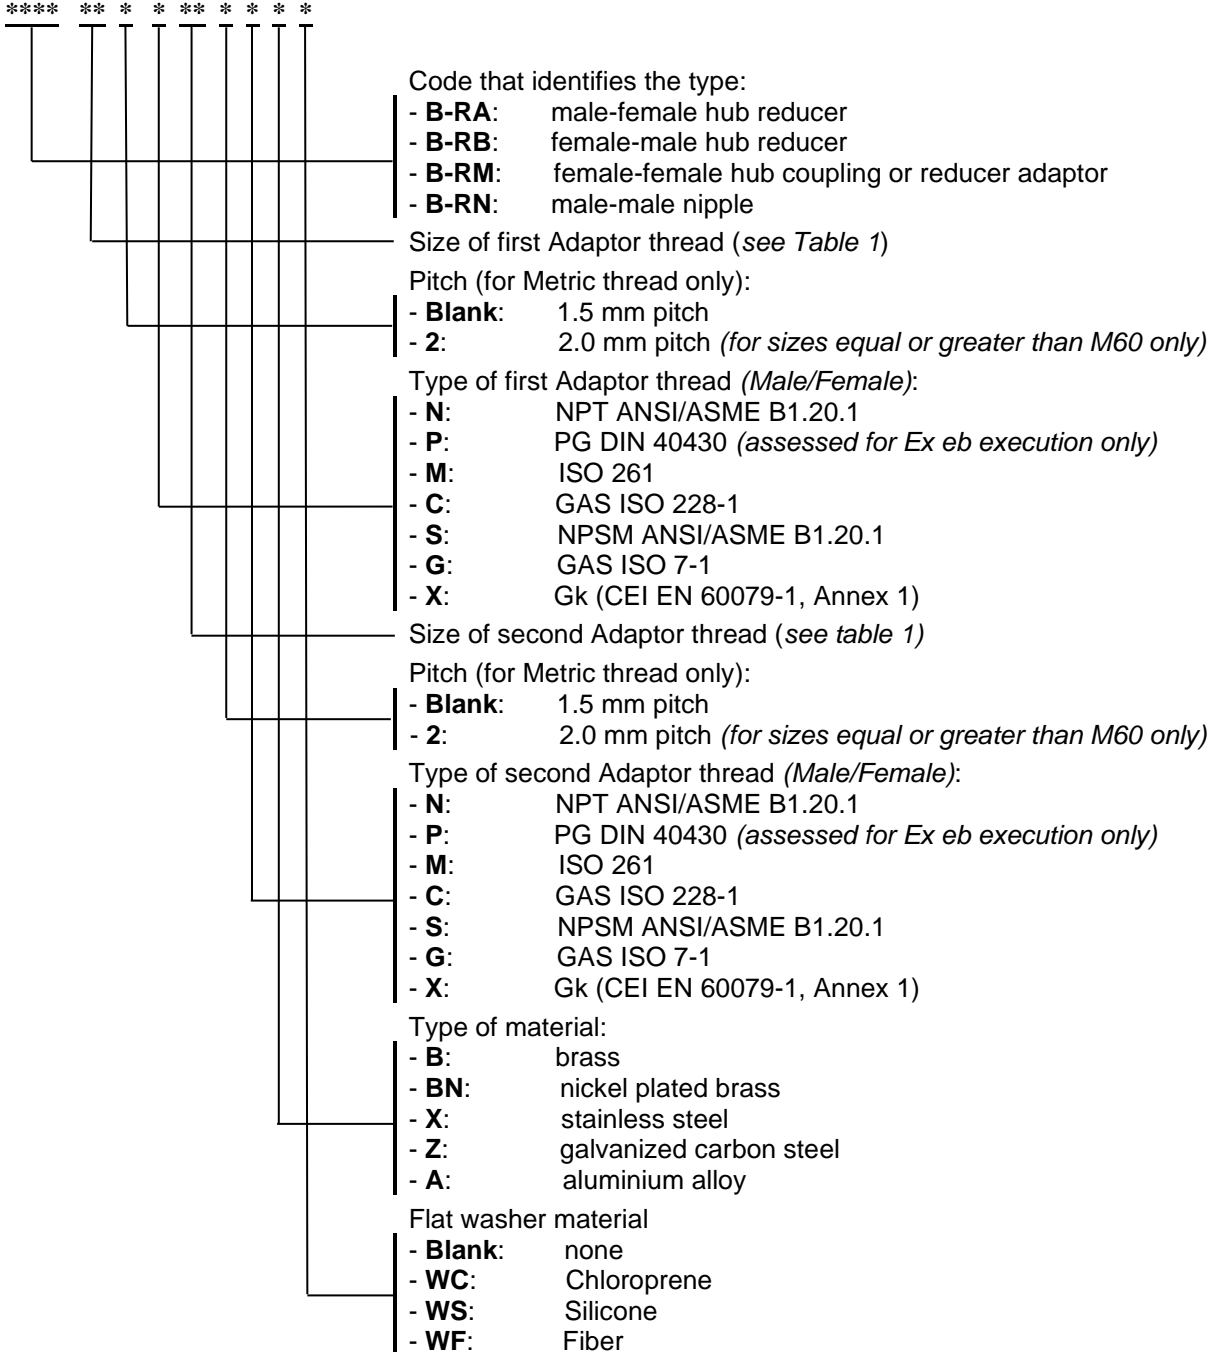 **** ** * * ** * * * *
Code that identifies the type:
- B-RA: male-female hub reducer
- B-RB: female-male hub reducer
- B-RM: female-female hub coupling or reducer adaptor
- B-RN: male-male nipple
Size of first Adaptor thread (see Table 1)
Pitch (for Metric thread only):
- Blank: 1.5 mm pitch
- 2: 2.0 mm pitch (for sizes equal or greater than M60 only)
Type of first Adaptor thread (Male/Female):
- N: NPT ANSI/ASME B1.20.1
- P: PG DIN 40430 (assessed for Ex eb execution only)
- M: ISO 261
- C: GAS ISO 228-1
- S: NPSM ANSI/ASME B1.20.1
- G: GAS ISO 7-1
- X: Gk (CEI EN 60079-1, Annex 1)
Size of second Adaptor thread (see table 1)
Pitch (for Metric thread only):
- Blank: 1.5 mm pitch
- 2: 2.0 mm pitch (for sizes equal or greater than M60 only)
Type of second Adaptor thread (Male/Female):
- N: NPT ANSI/ASME B1.20.1
- P: PG DIN 40430 (assessed for Ex eb execution only)
- M: ISO 261
- C: GAS ISO 228-1
- S: NPSM ANSI/ASME B1.20.1
- G: GAS ISO 7-1
- X: Gk (CEI EN 60079-1, Annex 1)
Type of material:
- B: brass
- BN: nickel plated brass
- X: stainless steel
- Z: galvanized carbon steel
- A: aluminium alloy
Flat washer material
- Blank: none
- WC: Chloroprene
- WS: Silicone
- WF: Fiber